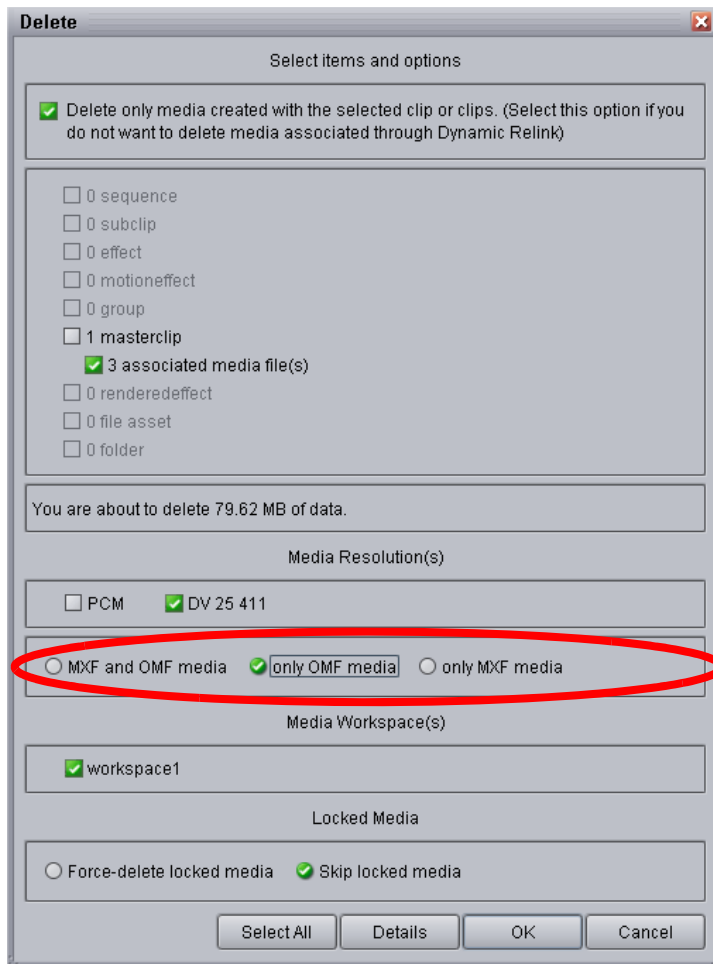 Delete
Select items and options
Delete only media created with the selected clip or clips. (Select this option if you
do not want to delete media associated through Dynamic Relink)
0 sequence
0 subclip
0 effect
0 motioneffect
0 group
1 masterclip
3 associated media file(s)
0 renderedeffect
0 file asset
0 folder
You are about to delete 79.62 MB of data.
Media Resolution(s)
PCM DV 25 411
MXF and OMF media only OMF media only MXF media
Media Workspace(s)
workspace1
Locked Media
Force-delete locked media Skip locked media
Select All Details OK Cancel